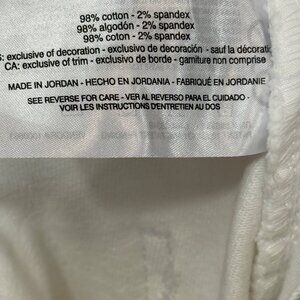 98% cotton - 2% spandex
98% algodón - 2% spandex
98% coton - 2% spandex
S: exclusive of decoration - exclusivo de decoración - sauf la décoration
CA: exclusive of trim - exclusivo de borde - garniture non comprise
MADE IN JORDAN - HECHO EN JORDANIA - FABRIQUÉ EN JORDANIE
SEE REVERSE FOR CARE - VER AL REVERSO PARA EL CUIDADO -
VOIR LES INSTRUCTIONS D'ENTRETIEN AU DOS